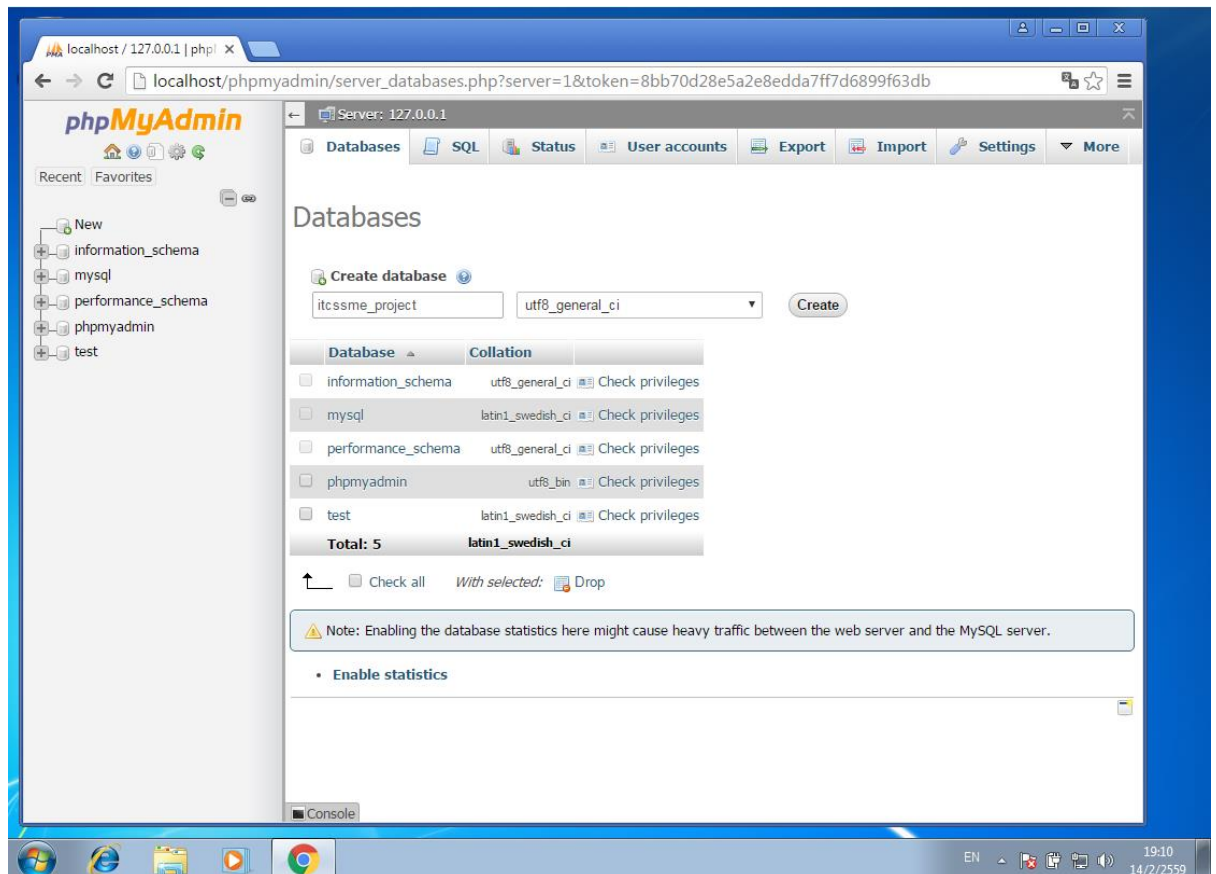 localhost / 127.0.0.1 | phpl
localhost/phpmyadmin/server_databases.php?server=1&token=8bb70d28e5a2e8edda7ff7d6899f63db
phpMyAdmin
Recent Favorites
New
information_schema
mysql
performance_schema
phpmyadmin
test
Server: 127.0.0.1
Databases SQL Status User accounts Export Import Settings More
Databases
Create database
itcssme_project utf8_general_ci Create
Database Collation
information_schema utf8_general_ci Check privileges
mysql latin1_swedish_ci Check privileges
performance_schema utf8_general_ci Check privileges
phpmyadmin utf8_bin Check privileges
test latin1_swedish_ci Check privileges
Total: 5 latin1_swedish_ci
Check all With selected: Drop
Note: Enabling the database statistics here might cause heavy traffic between the web server and the MySQL server.
• Enable statistics
Console
EN 19:10
14/2/2559